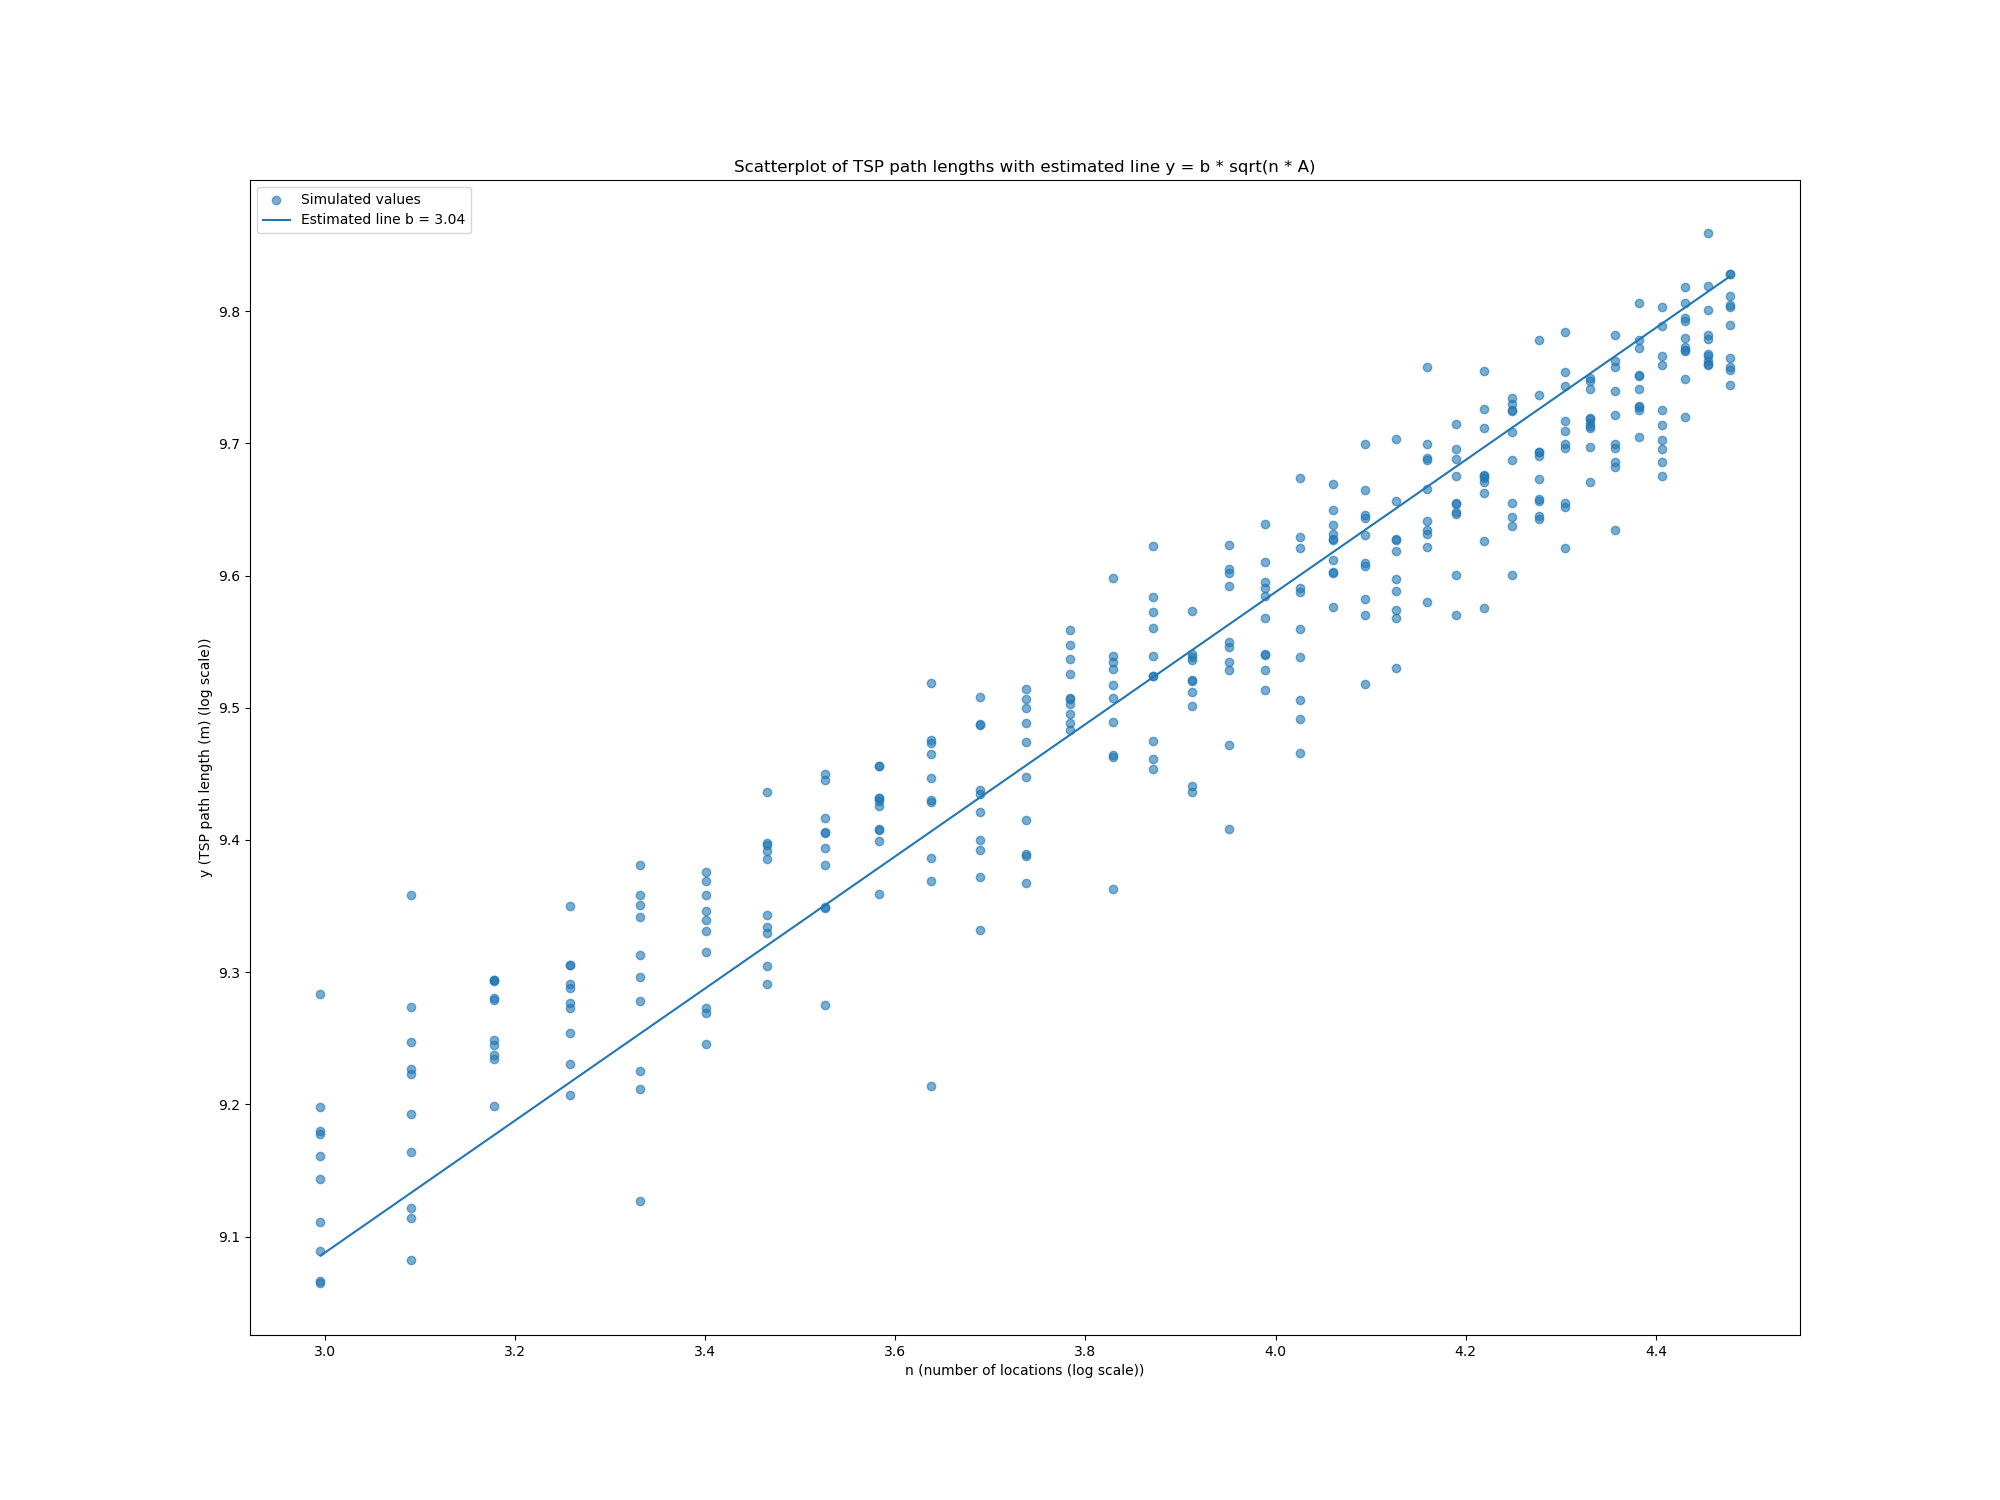 Scatterplot of TSP path lengths with estimated line y = b * sqrt(n * A)
Simulated values
Estimated line b = 3.04
9.8
9.7
9.6
9.5
9.4
9.3
9.2
9.1
y (TSP path length (m) (log scale))
3.0 3.2 3.4 3.6 3.8 4.0 4.2 4.4
n (number of locations (log scale))